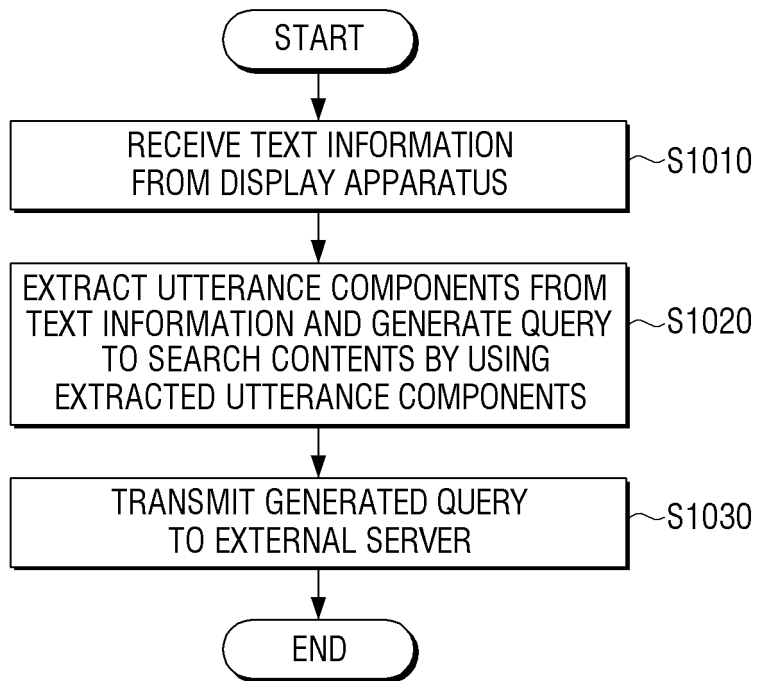 START
RECEIVE TEXT INFORMATION
FROM DISPLAY APPARATUS
S1010
EXTRACT UTTERANCE COMPONENTS FROM
TEXT INFORMATION AND GENERATE QUERY
TO SEARCH CONTENTS BY USING
EXTRACTED UTTERANCE COMPONENTS
S1020
TRANSMIT GENERATED QUERY
TO EXTERNAL SERVER
S1030
END